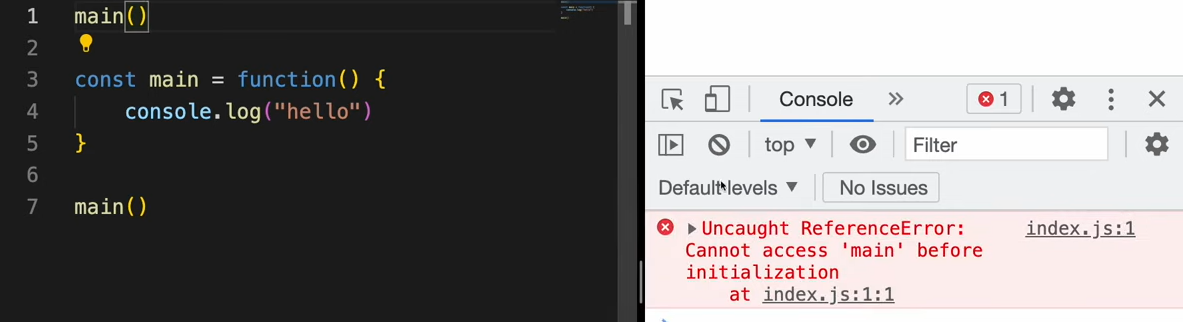 1 main()
2
3 const main = function() {
4 console.log("hello")
5 }
6
7 main()
Console » 1
top ▼ Filter
Default levels ▼ No Issues
▶Uncaught ReferenceError: index.js:1
Cannot access 'main' before
initialization
at index.js:1:1